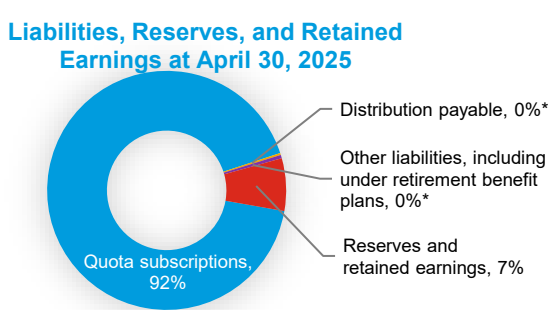 Liabilities, Reserves, and Retained
Earnings at April 30, 2025
Distribution payable, 0%*
Other liabilities, including
under retirement benefit
plans, 0%*
Reserves and
retained earnings, 7%
Quota subscriptions,
92%